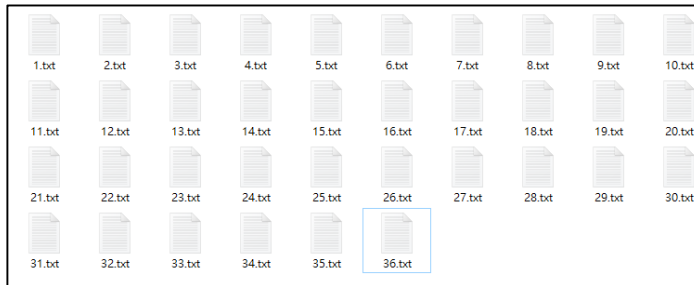 1.txt 2.txt 3.txt 4.txt 5.txt 6.txt 7.txt 8.txt 9.txt 10.txt
11.txt 12.txt 13.txt 14.txt 15.txt 16.txt 17.txt 18.txt 19.txt 20.txt
21.txt 22.txt 23.txt 24.txt 25.txt 26.txt 27.txt 28.txt 29.txt 30.txt
31.txt 32.txt 33.txt 34.txt 35.txt 36.txt